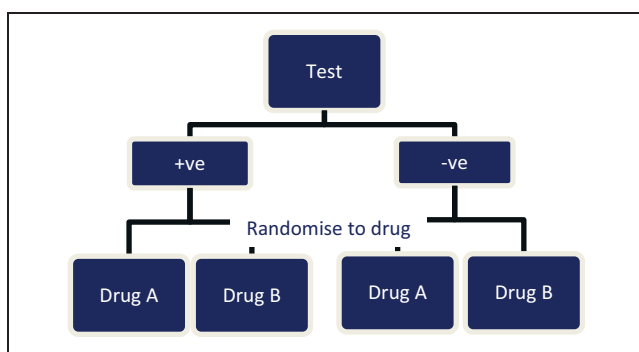 Test
+ve
-ve
Randomise to drug
Drug A
Drug B
Drug A
Drug B